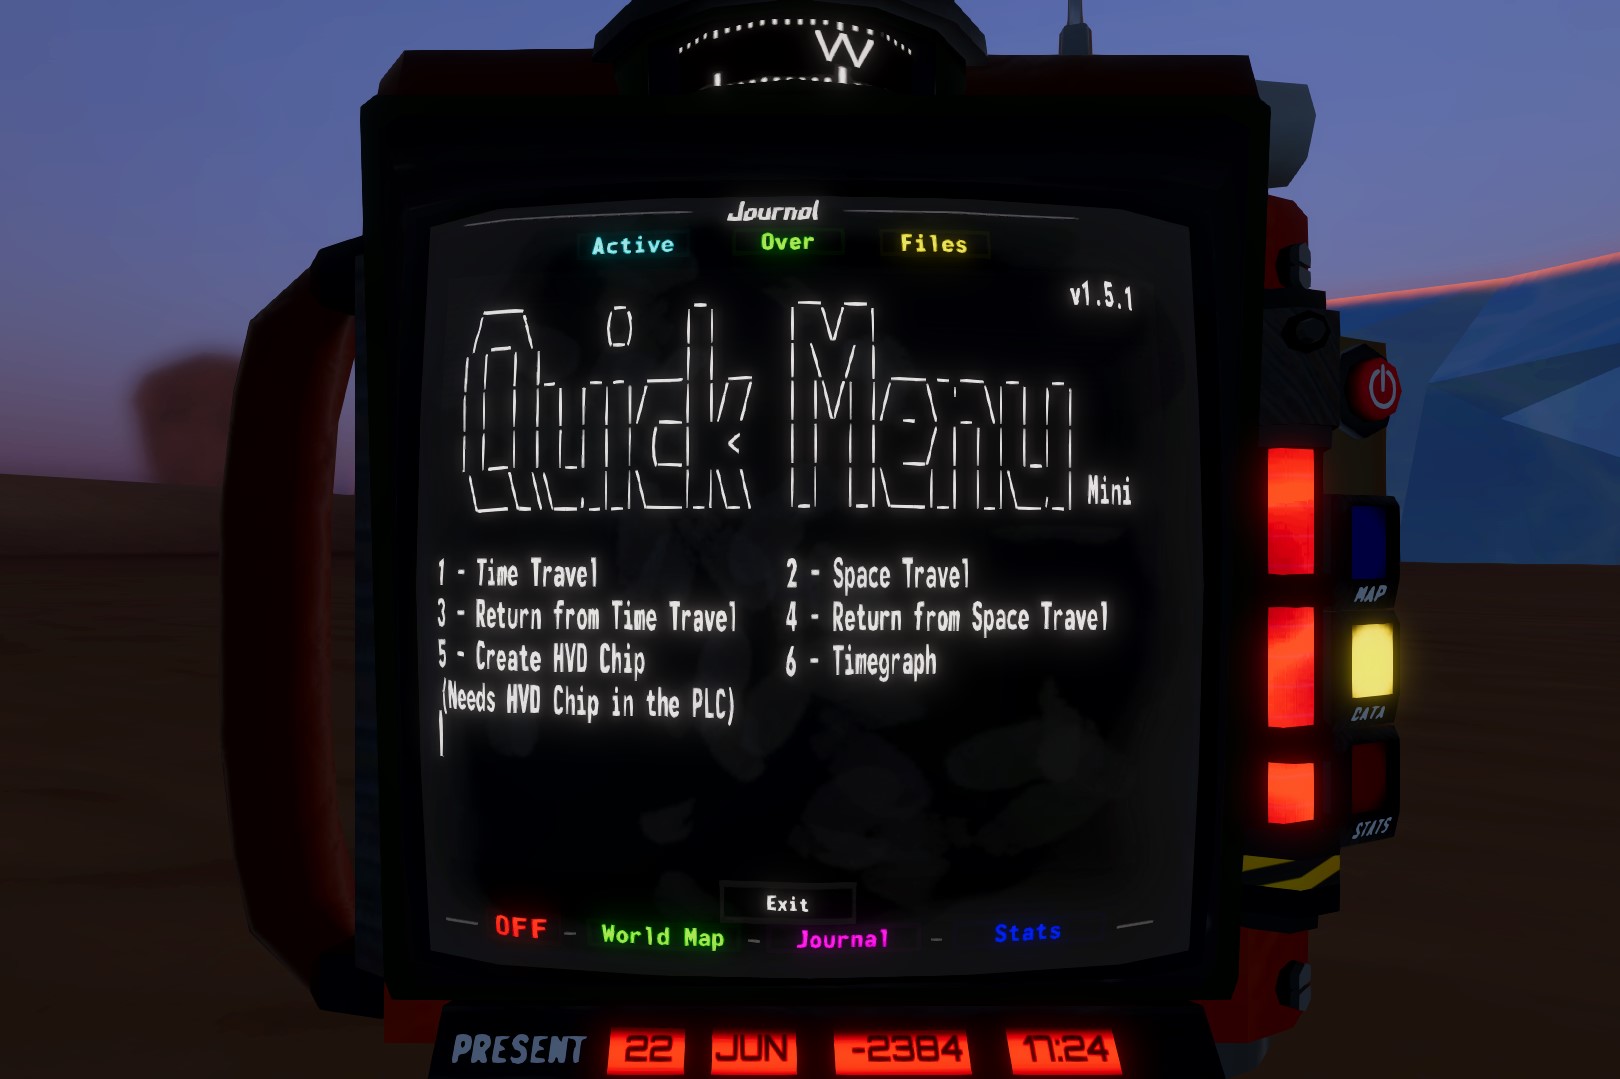 W
Journal
Active Over Files
v1.5.1
Quick Menu Mini
1 - Time Travel 2 - Space Travel
3 - Return from Time Travel 4 - Return from Space Travel
5 - Create HVD Chip 6 - Timegraph
(Needs HVD Chip in the PLC)
MAP
DATA
STATS
Exit
OFF - World Map - Journal - Stats
PRESENT 22 JUN -2384 17:24